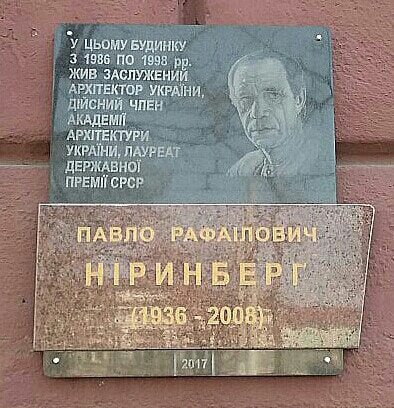 У ЦЬОМУ БУДИНКУ
З 1986 ПО 1998 рр.
ЖИВ ЗАСЛУЖЕНИЙ
АРХІТЕКТОР УКРАЇНИ,
ДІЙСНИЙ ЧЛЕН
АКАДЕМІЇ
АРХІТЕКТУРИ
УКРАЇНИ, ЛАУРЕАТ
ДЕРЖАВНОЇ
ПРЕМІЇ СРСР
ПАВЛО РАФАІЛОВИЧ
НІРИНБЕРГ
(1936 - 2008)
2017